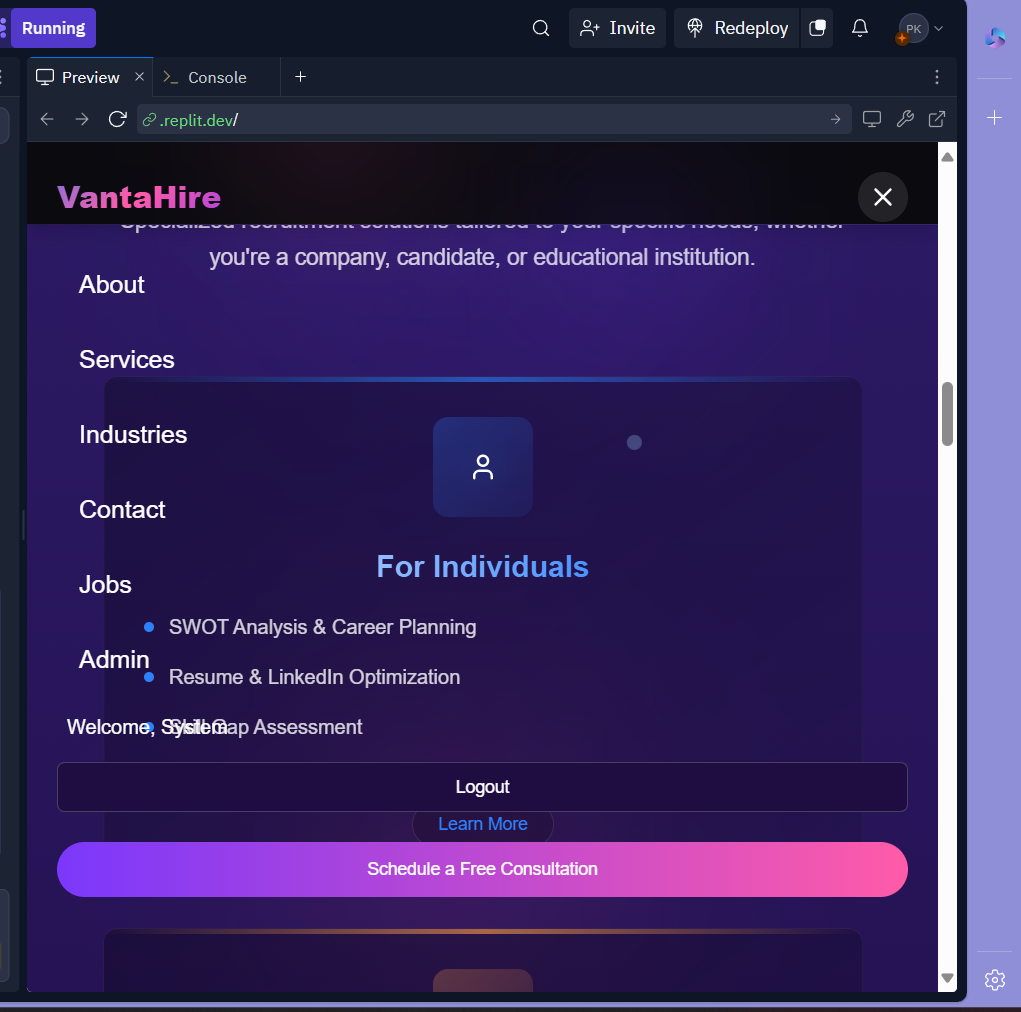 Running
Invite
Redeploy
PK
Preview
Console
.replit.dev/
VantaHire
Specialized recruitment solutions tailored to your specific needs, whether
you're a company, candidate, or educational institution.
About
Services
Industries
Contact
For Individuals
Jobs
SWOT Analysis & Career Planning
Admin
Resume & LinkedIn Optimization
Welcome, System
Skill Gap Assessment
Logout
Learn More
Schedule a Free Consultation